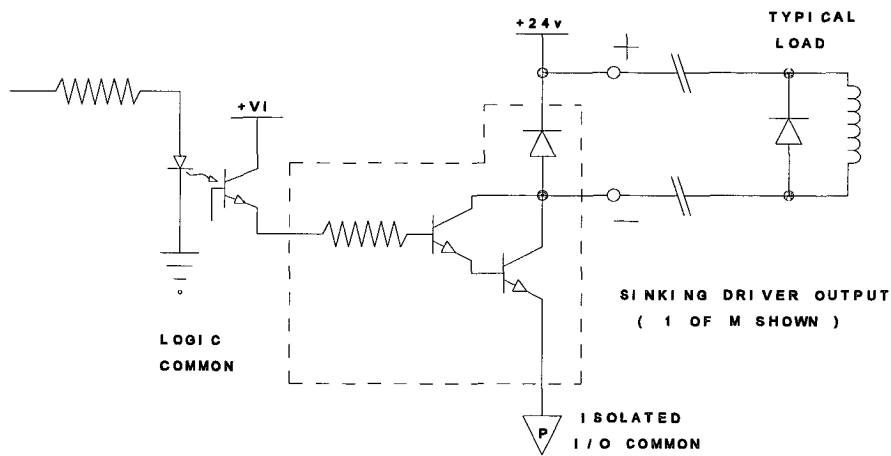 +24v
TYPICAL
LOAD
+
+Vi
−
SINKING DRIVER OUTPUT
( 1 OF M SHOWN )
LOGIC
COMMON
P
ISOLATED
I/O COMMON